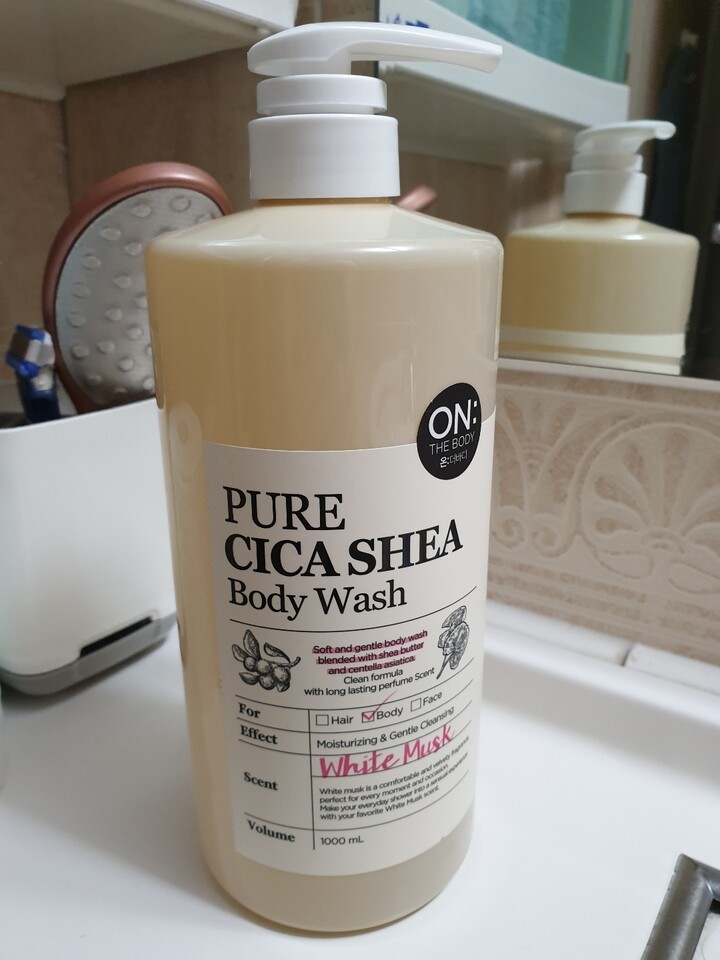 ON:
THE BODY
온:더바디
PURE
CICA SHEA
Body Wash
Soft and gentle body wash
blended with shea butter
and centella asiatica.
Clean formula
with long lasting perfume Scent
For
Hair Body Face
Effect
Moisturizing & Gentle Cleansing
Scent
White Musk
White musk is a comfortable and velvety fragrance
perfect for every moment and occasion.
Make your everyday shower into a sensual experience
with your favorite White Musk scent.
Volume
1000 mL